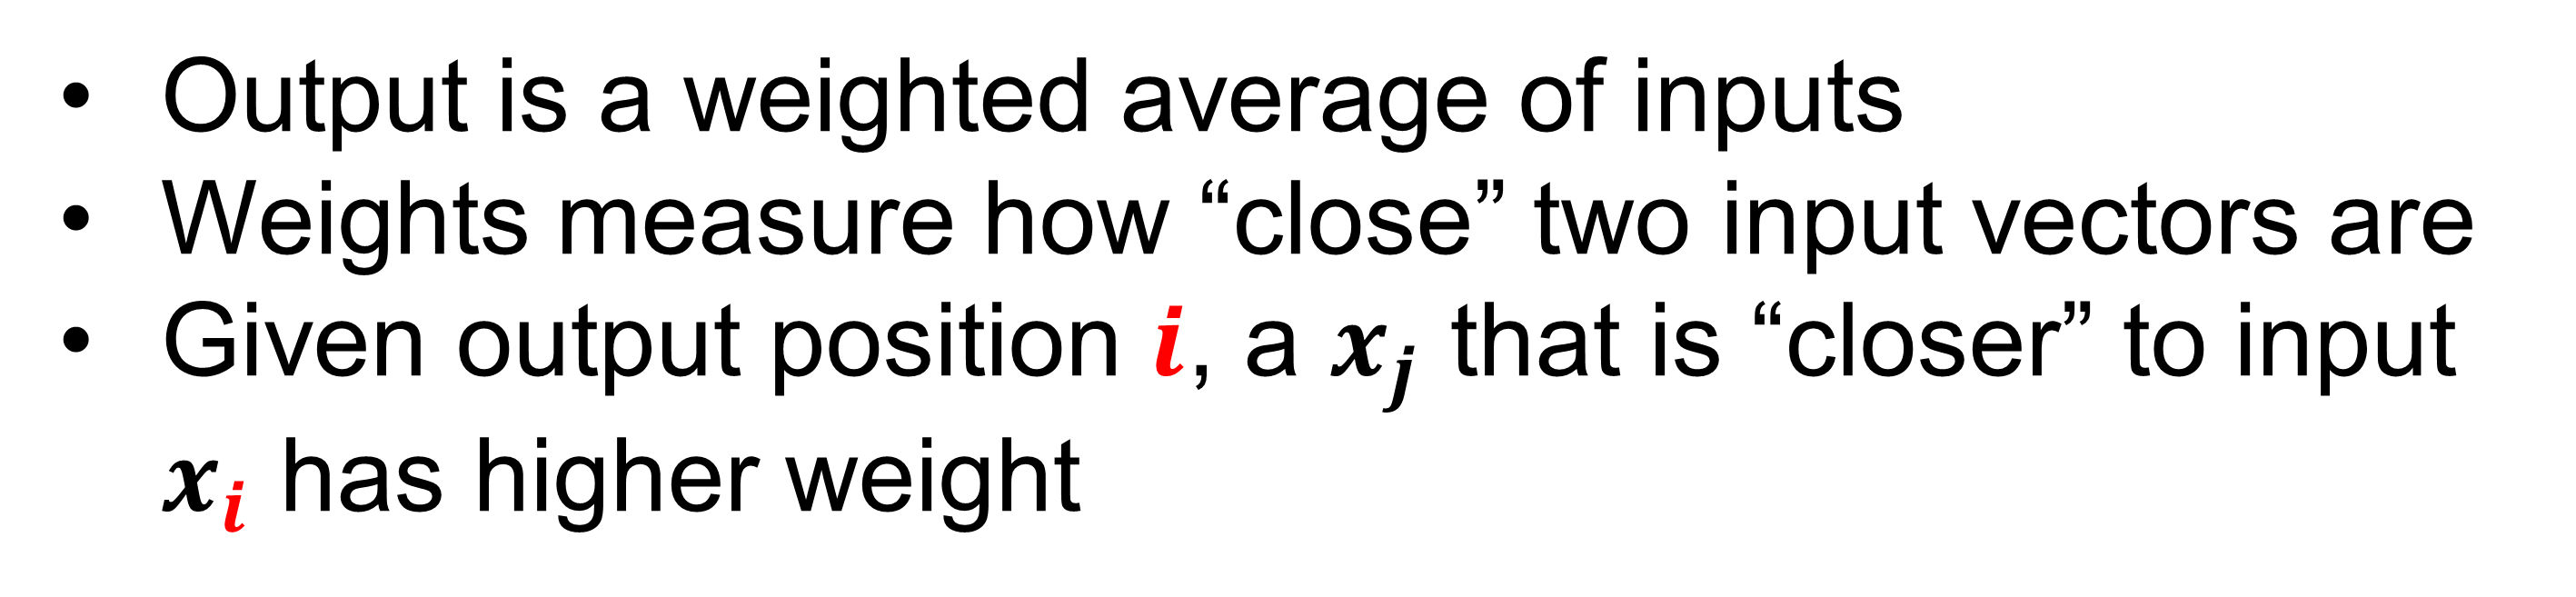 • Output is a weighted average of inputs
• Weights measure how “close” two input vectors are
• Given output position i, a xⱼ that is “closer” to input
xᵢ has higher weight